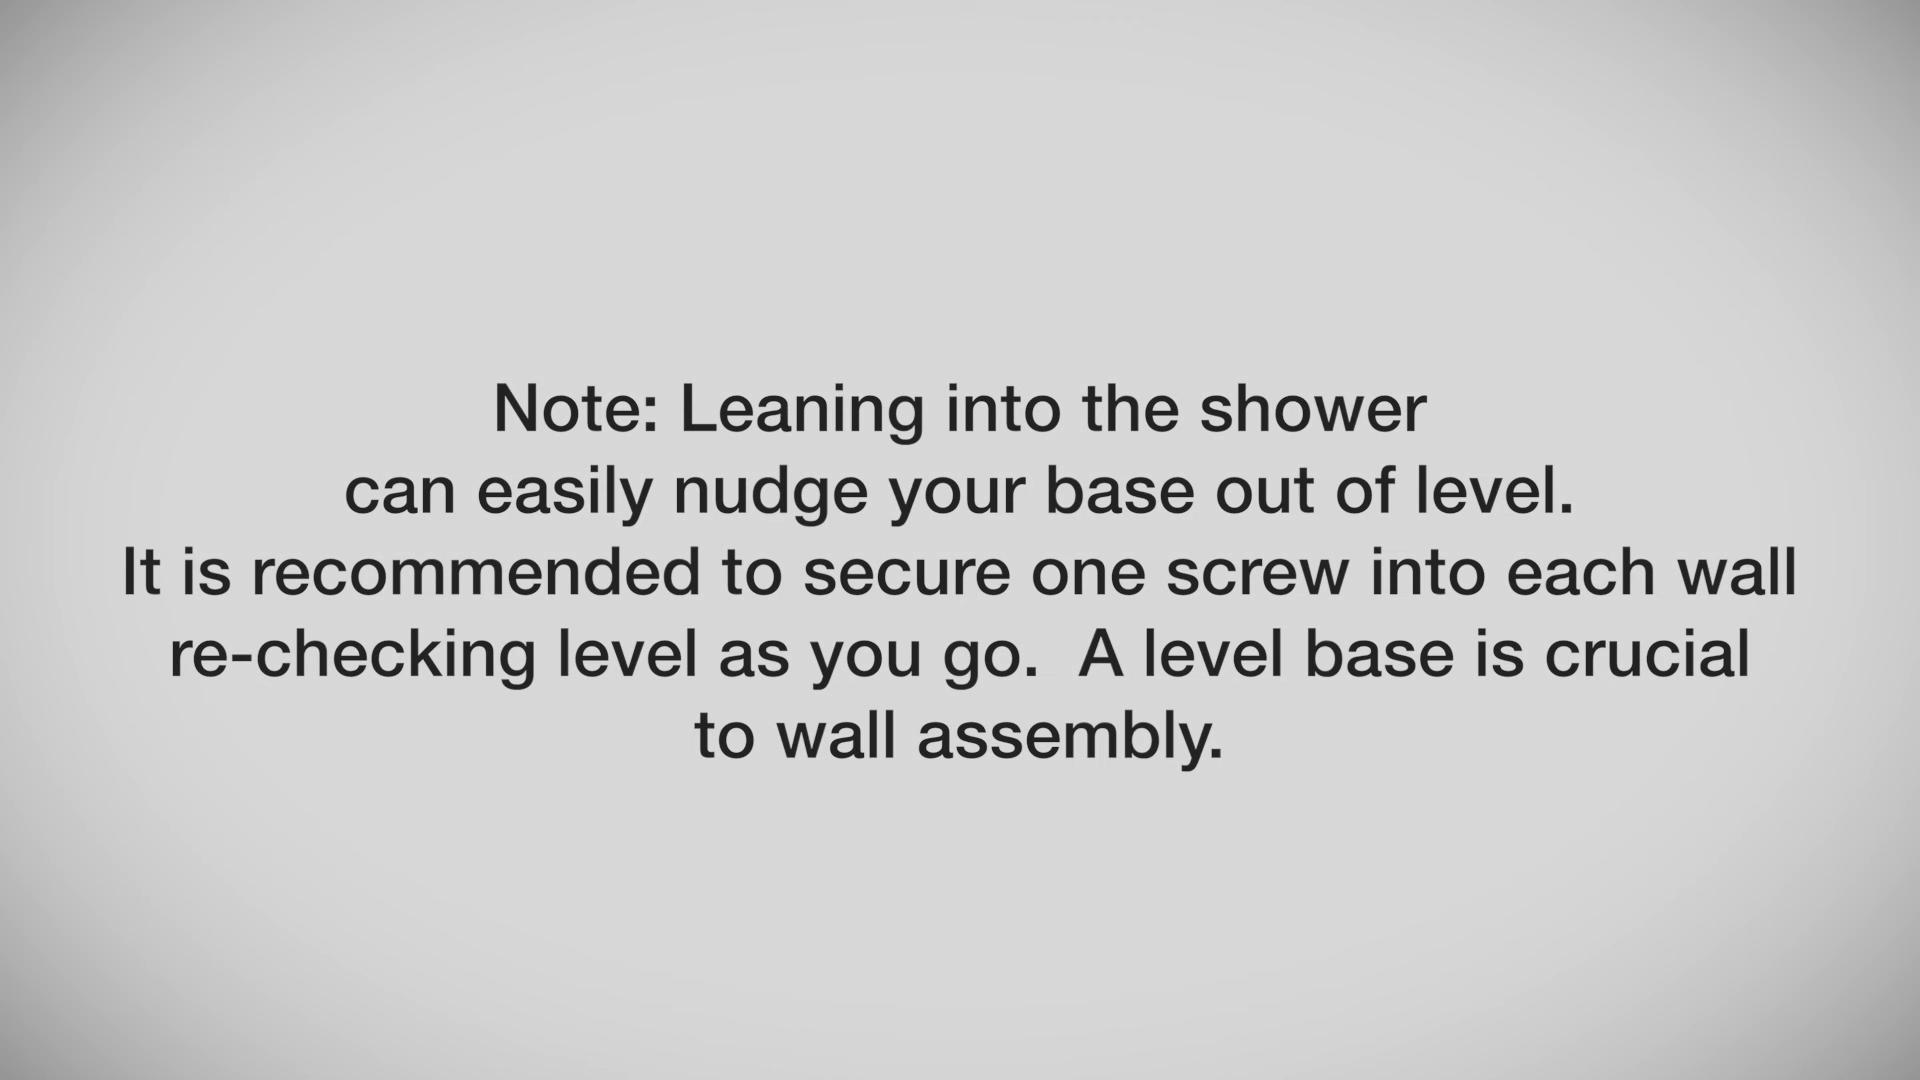 Note: Leaning into the shower
can easily nudge your base out of level.
It is recommended to secure one screw into each wall
re-checking level as you go.  A level base is crucial
to wall assembly.